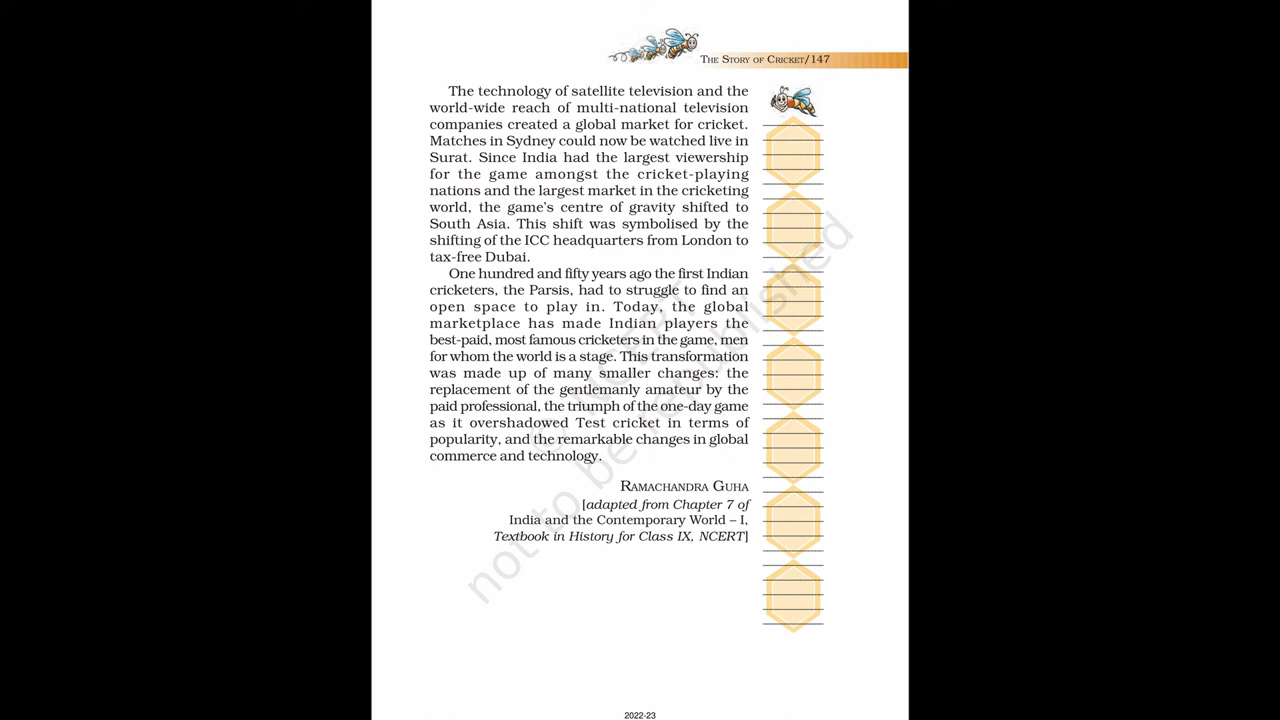 The Story of Cricket/147
The technology of satellite television and the
world-wide reach of multi-national television
companies created a global market for cricket.
Matches in Sydney could now be watched live in
Surat. Since India had the largest viewership
for the game amongst the cricket-playing
nations and the largest market in the cricketing
world, the game's centre of gravity shifted to
South Asia. This shift was symbolised by the
shifting of the ICC headquarters from London to
tax-free Dubai.
One hundred and fifty years ago the first Indian
cricketers, the Parsis, had to struggle to find an
open space to play in. Today, the global
marketplace has made Indian players the
best-paid, most famous cricketers in the game, men
for whom the world is a stage. This transformation
was made up of many smaller changes: the
replacement of the gentlemanly amateur by the
paid professional, the triumph of the one-day game
as it overshadowed Test cricket in terms of
popularity, and the remarkable changes in global
commerce and technology.
Ramachandra Guha
[adapted from Chapter 7 of
India and the Contemporary World – I,
Textbook in History for Class IX, NCERT]
not to be republished
2022-23